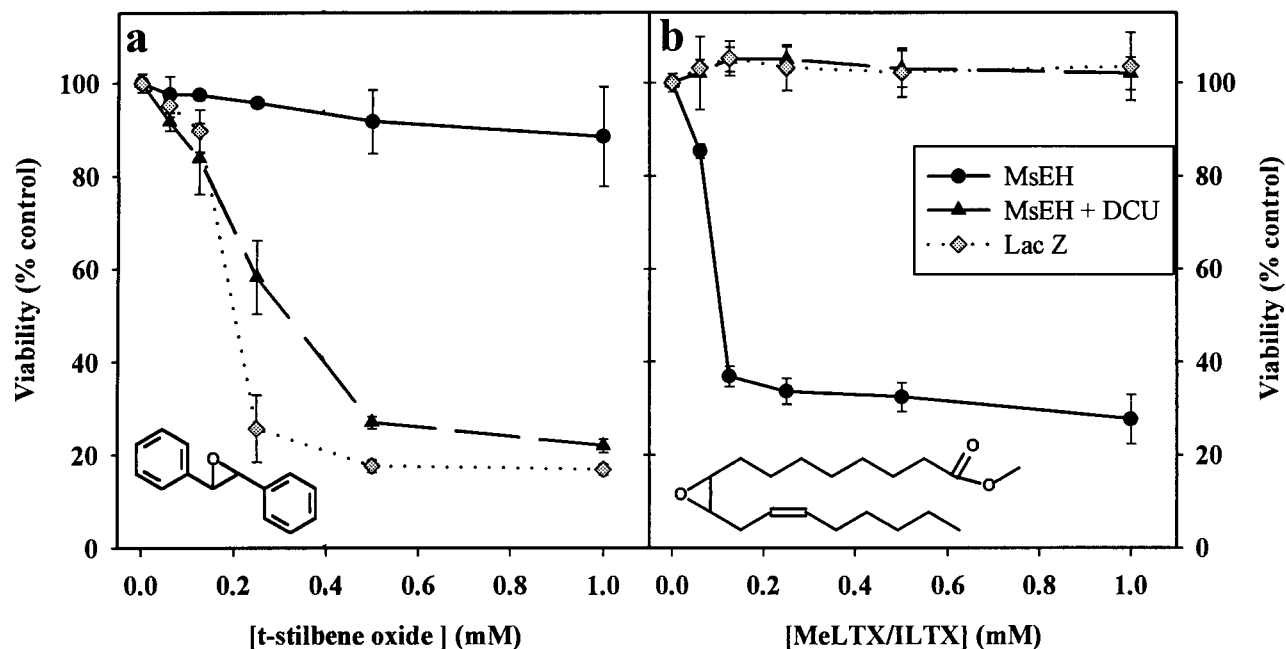 a
b
Viability (% control)
100
80
60
40
20
0
0.0 0.2 0.4 0.6 0.8 1.0
[t-stilbene oxide ] (mM)
O
MsEH
MsEH + DCU
Lac Z
O
O
O
0.0 0.2 0.4 0.6 0.8 1.0
[MeLTX/ILTX] (mM)
100
80
60
40
20
0
Viability (% control)